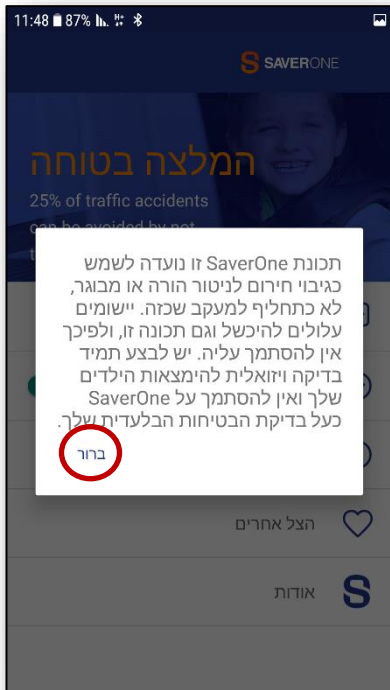 11:48 87%
SAVERONE
המלצה בטוחה
25% of traffic accidents
can be avoided by not
תכונת SaverOne זו נועדה לשמש
כגיבוי חירום לניטור הורה או מבוגר,
לא כתחליף למעקב שכזה. יישומים
עלולים להיכשל וגם תכונה זו, ולפיכך
אין להסתמך עליה. יש לבצע תמיד
בדיקה ויזואלית להימצאות הילדים
שלך ואין להסתמך על SaverOne
כעל בדיקת הבטיחות הבלעדית שלך.
ברור
הצל אחרים
אודות